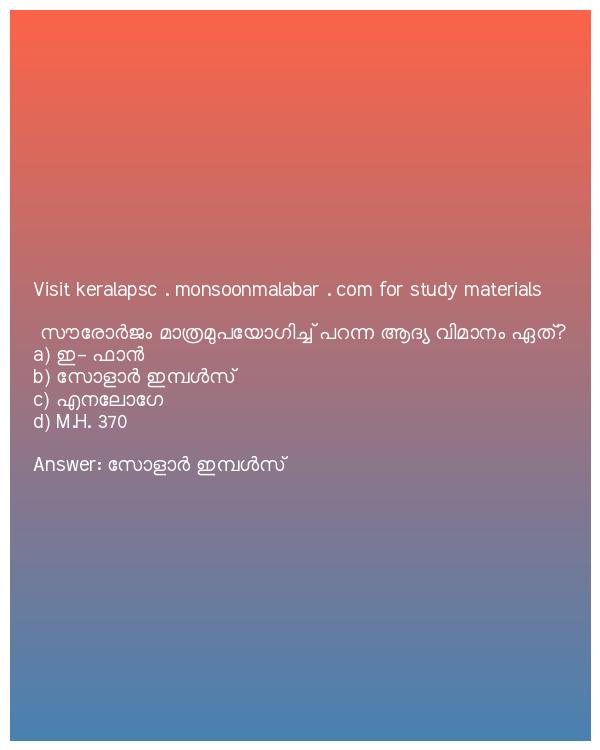 Visit keralapsc . monsoonmalabar . com for study materials
സൗരോർജം മാത്രമുപയോഗിച്ച് പറന്ന ആദ്യ വിമാനം ഏത്?
a) ഇ- ഫാൻ
b) സോളാർ ഇമ്പൾസ്
c) എനലോഗേ
d) M.H. 370
Answer: സോളാർ ഇമ്പൾസ്